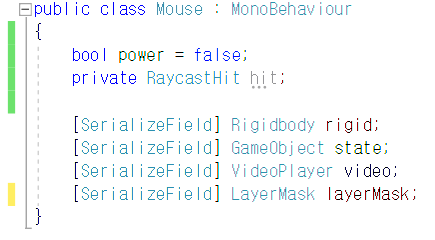 public class Mouse : MonoBehaviour
{
bool power = false;
private RaycastHit hit;
[SerializeField] Rigidbody rigid;
[SerializeField] GameObject state;
[SerializeField] VideoPlayer video;
[SerializeField] LayerMask layerMask;
}